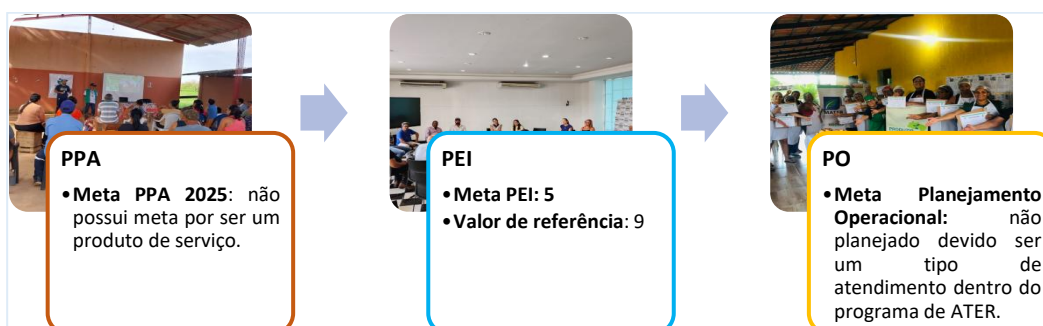 PPA
•Meta PPA 2025: não
possui meta por ser um
produto de serviço.
PEI
•Meta PEI: 5
•Valor de referência: 9
PO
•Meta Planejamento
Operacional: não
planejado devido ser
um tipo de
atendimento dentro do
programa de ATER.